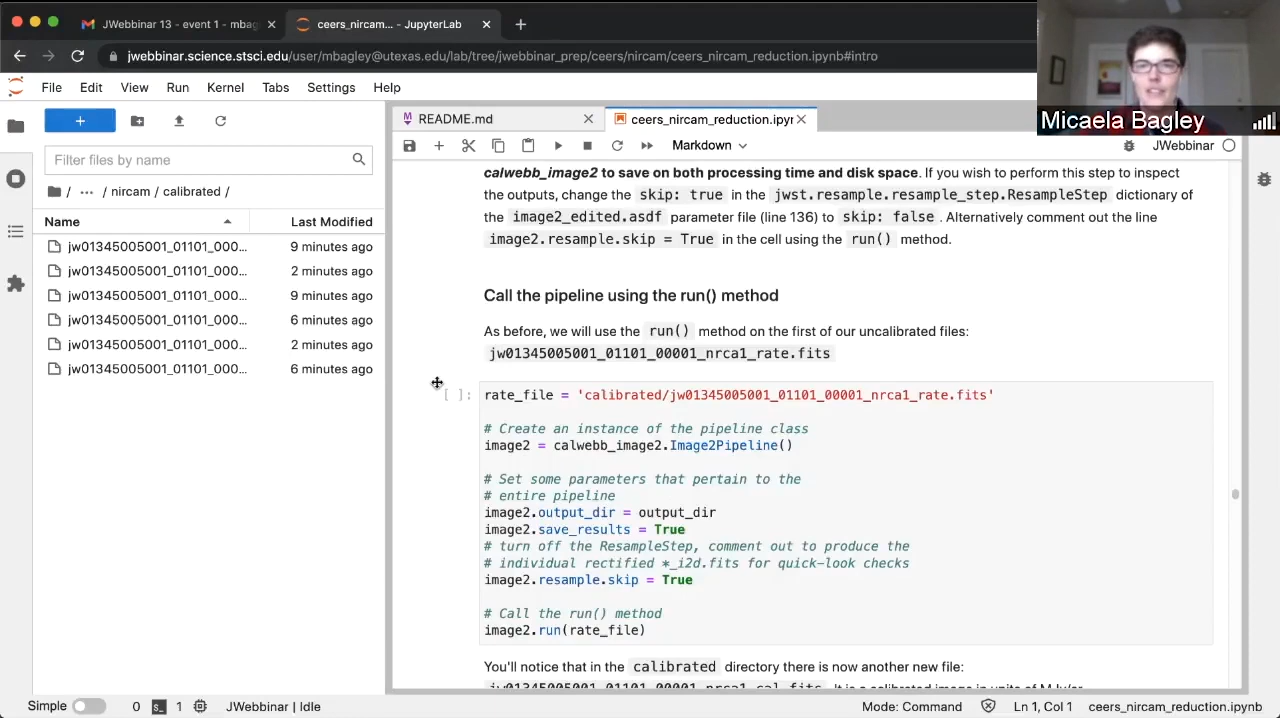 JWebbinar 13 - event 1 - mbag
ceers_nircam... - JupyterLab
jwebbinar.science.stsci.edu/user/mbagley@utexas.edu/lab/tree/jwebbinar_prep/ceers/nircam/ceers_nircam_reduction.ipynb#intro
Micaela Bagley
File Edit View Run Kernel Tabs Settings Help
README.md
ceers_nircam_reduction.ipyn
Markdown
JWebbinar
Filter files by name
/ ... / nircam / calibrated /
Name Last Modified
jw01345005001_01101_000... 9 minutes ago
jw01345005001_01101_000... 2 minutes ago
jw01345005001_01101_000... 9 minutes ago
jw01345005001_01101_000... 6 minutes ago
jw01345005001_01101_000... 2 minutes ago
jw01345005001_01101_000... 6 minutes ago
calwebb_image2 to save on both processing time and disk space. If you wish to perform this step to inspect
the outputs, change the skip: true in the jwst.resample.resample_step.ResampleStep dictionary of
the image2_edited.asdf parameter file (line 136) to skip: false . Alternatively comment out the line
image2.resample.skip = True in the cell using the run() method.
Call the pipeline using the run() method
As before, we will use the run() method on the first of our uncalibrated files:
jw01345005001_01101_00001_nrca1_rate.fits
[ ]:
rate_file = 'calibrated/jw01345005001_01101_00001_nrca1_rate.fits'
# Create an instance of the pipeline class
image2 = calwebb_image2.Image2Pipeline()
# Set some parameters that pertain to the
# entire pipeline
image2.output_dir = output_dir
image2.save_results = True
# turn off the ResampleStep, comment out to produce the
# individual rectified *_i2d.fits for quick-look checks
image2.resample.skip = True
# Call the run() method
image2.run(rate_file)
You'll notice that in the calibrated directory there is now another new file:
jw01345005001_01101_00001_nrca1_cal.fits. It is a calibrated image in units of MJy/sr
Simple 0 1 JWebbinar | Idle
Mode: Command Ln 1, Col 1 ceers_nircam_reduction.ipynb